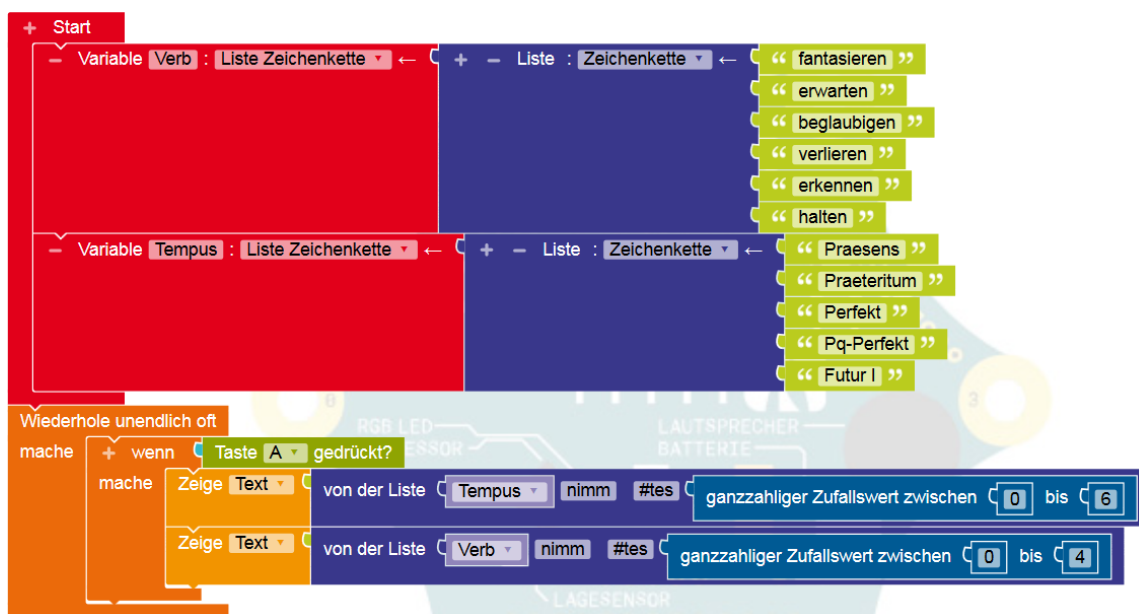 + Start
− Variable Verb : Liste Zeichenkette ▾ ← + − Liste : Zeichenkette ▾ ← “ fantasieren ”
“ erwarten ”
“ beglaubigen ”
“ verlieren ”
“ erkennen ”
“ halten ”
− Variable Tempus : Liste Zeichenkette ▾ ← + − Liste : Zeichenkette ▾ ← “ Praesens ”
“ Praeteritum ”
“ Perfekt ”
“ Pq-Perfekt ”
“ Futur I ”
Wiederhole unendlich oft
mache + wenn Taste A ▾ gedrückt?
mache Zeige Text ▾ von der Liste Tempus ▾ nimm #tes ganzzahliger Zufallswert zwischen 0 bis 6
Zeige Text ▾ von der Liste Verb ▾ nimm #tes ganzzahliger Zufallswert zwischen 0 bis 4
0
3
RGB LED
LAUTSPRECHER
BATTERIE
LAGESENSOR